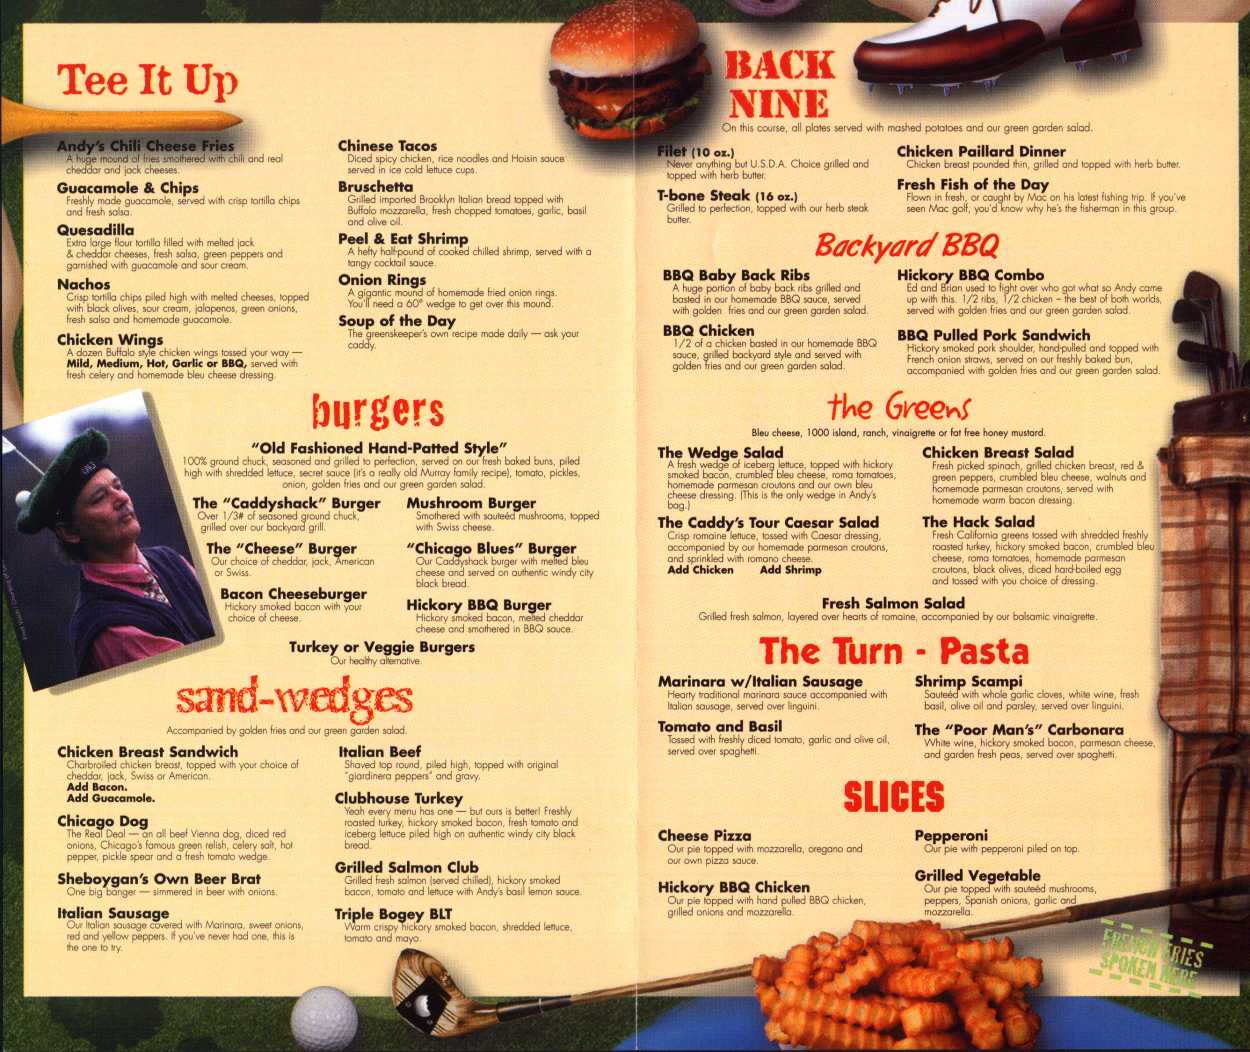 Tee It Up
Andy's Chili Cheese Fries
A huge mound of fries smothered with chili and real
cheddar and jack cheeses.
Guacamole & Chips
Freshly made guacamole, served with crisp tortilla chips
and fresh salsa.
Quesadilla
Extra large flour tortilla filled with melted jack
& cheddar cheeses, fresh salsa, green peppers and
garnished with guacamole and sour cream.
Nachos
Crisp tortilla chips piled high with melted cheeses, topped
with black olives, sour cream, jalapenos, green onions,
fresh salsa and homemade guacamole.
Chicken Wings
A dozen Buffalo style chicken wings tossed your way —
Mild, Medium, Hot, Garlic or BBQ, served with
fresh celery and homemade bleu cheese dressing.
Chinese Tacos
Diced spicy chicken, rice noodles and Hoisin sauce
served in ice cold lettuce cups.
Bruschetta
Grilled imported Brooklyn Italian bread topped with
Buffalo mozzarella, fresh chopped tomatoes, garlic, basil
and olive oil.
Peel & Eat Shrimp
A hefty half-pound of cooked chilled shrimp, served with a
tangy cocktail sauce.
Onion Rings
A gigantic mound of homemade fried onion rings.
You'll need a 60° wedge to get over this mound.
Soup of the Day
The greenskeeper's own recipe made daily — ask your
caddy.
burgers
"Old Fashioned Hand-Patted Style"
100% ground chuck, seasoned and grilled to perfection, served on our fresh baked buns, piled
high with shredded lettuce, secret sauce (it's a really old Murray family recipe), tomato, pickles,
onion, golden fries and our green garden salad.
The "Caddyshack" Burger
Over 1/3# of seasoned ground chuck,
grilled over our backyard grill.
The "Cheese" Burger
Our choice of cheddar, jack, American
or Swiss.
Bacon Cheeseburger
Hickory smoked bacon with your
choice of cheese.
Mushroom Burger
Smothered with sauteéd mushrooms, topped
with Swiss cheese.
"Chicago Blues" Burger
Our Caddyshack burger with melted bleu
cheese and served on authentic windy city
black bread.
Hickory BBQ Burger
Hickory smoked bacon, melted cheddar
cheese and smothered in BBQ sauce.
Turkey or Veggie Burgers
Our healthy alternative.
sand-wedges
Accompanied by golden fries and our green garden salad.
Chicken Breast Sandwich
Charbroiled chicken breast, topped with your choice of
cheddar, jack, Swiss or American.
Add Bacon.
Add Guacamole.
Chicago Dog
The Real Deal — an all beef Vienna dog, diced red
onions, Chicago's famous green relish, celery salt, hot
pepper, pickle spear and a fresh tomato wedge.
Sheboygan's Own Beer Brat
One big banger — simmered in beer with onions.
Italian Sausage
Our Italian sausage covered with Marinara, sweet onions,
red and yellow peppers. If you've never had one, this is
the one to try.
Italian Beef
Shaved top round, piled high, topped with original
"giardinera peppers" and gravy.
Clubhouse Turkey
Yeah every menu has one — but ours is better! Freshly
roasted turkey, hickory smoked bacon, fresh tomato and
iceberg lettuce piled high on authentic windy city black
bread.
Grilled Salmon Club
Grilled fresh salmon (served chilled), hickory smoked
bacon, tomato and lettuce with Andy's basil lemon sauce.
Triple Bogey BLT
Warm crispy hickory smoked bacon, shredded lettuce,
tomato and mayo.
BACK
NINE
On this course, all plates served with mashed potatoes and our green garden salad.
Filet (10 oz.)
Never anything but U.S.D.A. Choice grilled and
topped with herb butter.
T-bone Steak (16 oz.)
Grilled to perfection, topped with our herb steak
butter.
Chicken Paillard Dinner
Chicken breast pounded thin, grilled and topped with herb butter.
Fresh Fish of the Day
Flown in fresh, or caught by Mac on his latest fishing trip. If you've
seen Mac golf, you'd know why he's the fisherman in this group.
Backyard BBQ
BBQ Baby Back Ribs
A huge portion of baby back ribs grilled and
basted in our homemade BBQ sauce, served
with golden fries and our green garden salad.
BBQ Chicken
1/2 of a chicken basted in our homemade BBQ
sauce, grilled backyard style and served with
golden fries and our green garden salad.
Hickory BBQ Combo
Ed and Brian used to fight over who got what so Andy came
up with this. 1/2 ribs, 1/2 chicken – the best of both worlds,
served with golden fries and our green garden salad.
BBQ Pulled Pork Sandwich
Hickory smoked pork shoulder, hand-pulled and topped with
French onion straws, served on our freshly baked bun,
accompanied with golden fries and our green garden salad.
the Greens
Bleu cheese, 1000 island, ranch, vinaigrette or fat free honey mustard.
The Wedge Salad
A fresh wedge of iceberg lettuce, topped with hickory
smoked bacon, crumbled bleu cheese, roma tomatoes,
homemade parmesan croutons and our own bleu
cheese dressing. (This is the only wedge in Andy's
bag.)
The Caddy's Tour Caesar Salad
Crisp romaine lettuce, tossed with Caesar dressing,
accompanied by our homemade parmesan croutons,
and sprinkled with romano cheese.
Add Chicken Add Shrimp
Chicken Breast Salad
Fresh picked spinach, grilled chicken breast, red &
green peppers, crumbled bleu cheese, walnuts and
homemade parmesan croutons, served with
homemade warm bacon dressing.
The Hack Salad
Fresh California greens tossed with shredded freshly
roasted turkey, hickory smoked bacon, crumbled bleu
cheese, roma tomatoes, homemade parmesan
croutons, black olives, diced hard-boiled egg
and tossed with you choice of dressing.
Fresh Salmon Salad
Grilled fresh salmon, layered over hearts of romaine, accompanied by our balsamic vinaigrette.
The Turn - Pasta
Marinara w/Italian Sausage
Hearty traditional marinara sauce accompanied with
Italian sausage, served over linguini.
Tomato and Basil
Tossed with freshly diced tomato, garlic and olive oil,
served over spaghetti.
Shrimp Scampi
Sauteéd with whole garlic cloves, white wine, fresh
basil, olive oil and parsley, served over linguini.
The "Poor Man's" Carbonara
White wine, hickory smoked bacon, parmesan cheese,
and garden fresh peas, served over spaghetti.
SLICES
Cheese Pizza
Our pie topped with mozzarella, oregano and
our own pizza sauce.
Hickory BBQ Chicken
Our pie topped with hand pulled BBQ chicken,
grilled onions and mozzarella.
Pepperoni
Our pie with pepperoni piled on top.
Grilled Vegetable
Our pie topped with sauteéd mushrooms,
peppers, Spanish onions, garlic and
mozzarella.
FRENCH FRIES
SPOKEN HERE